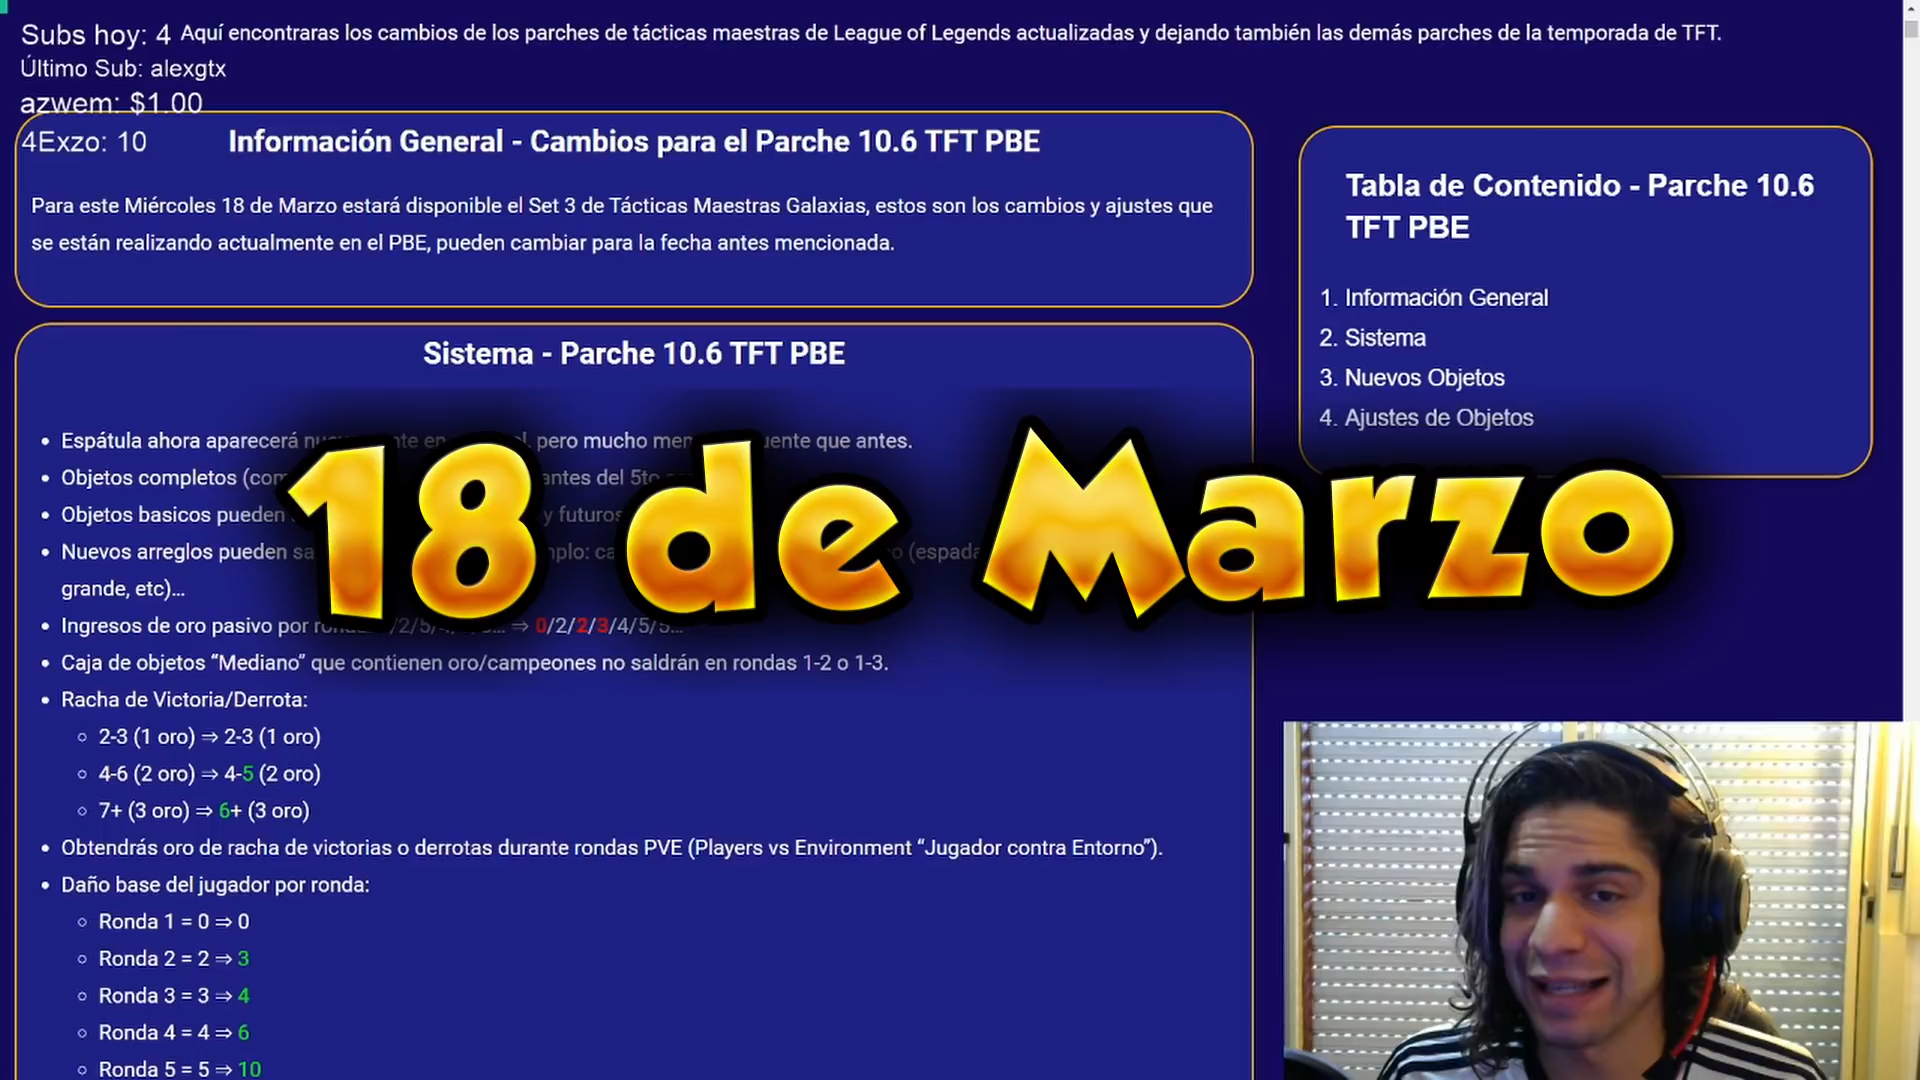 Subs hoy: 4
Aquí encontraras los cambios de los parches de tácticas maestras de League of Legends actualizadas y dejando también las demás parches de la temporada de TFT.
Último Sub: alexgtx
azwem: $1.00
4Exzo: 10
Información General - Cambios para el Parche 10.6 TFT PBE
Para este Miércoles 18 de Marzo estará disponible el Set 3 de Tácticas Maestras Galaxias, estos son los cambios y ajustes que
se están realizando actualmente en el PBE, pueden cambiar para la fecha antes mencionada.
Tabla de Contenido - Parche 10.6
TFT PBE
1. Información General
2. Sistema
3. Nuevos Objetos
4. Ajustes de Objetos
Sistema - Parche 10.6 TFT PBE
• Espátula ahora aparecerá en pero mucho que antes.
• Objetos completos antes del 5to
• Objetos basicos pueden y futuros
• Nuevos arreglos pueden (espada
grande, etc)...
• Ingresos de oro pasivo por ⇒ 0/2/2/3/4/5/5...
18 de Marzo
• Caja de objetos “Mediano” que contienen oro/campeones no saldrán en rondas 1-2 o 1-3.
• Racha de Victoria/Derrota:
◦ 2-3 (1 oro) ⇒ 2-3 (1 oro)
◦ 4-6 (2 oro) ⇒ 4-5 (2 oro)
◦ 7+ (3 oro) ⇒ 6+ (3 oro)
• Obtendrás oro de racha de victorias o derrotas durante rondas PVE (Players vs Environment “Jugador contra Entorno”).
• Daño base del jugador por ronda:
◦ Ronda 1 = 0 ⇒ 0
◦ Ronda 2 = 2 ⇒ 3
◦ Ronda 3 = 3 ⇒ 4
◦ Ronda 4 = 4 ⇒ 6
◦ Ronda 5 = 5 ⇒ 10